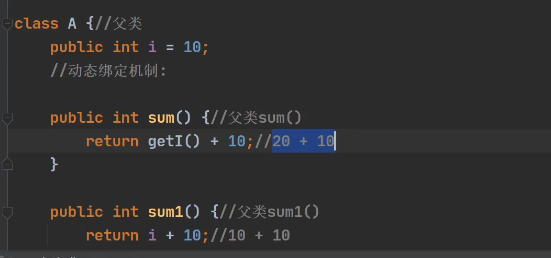 class A {//父类
public int i = 10;
//动态绑定机制:
public int sum() {//父类sum()
return getI() + 10;//20 + 10
}
public int sum1() {//父类sum1()
return i + 10;//10 + 10